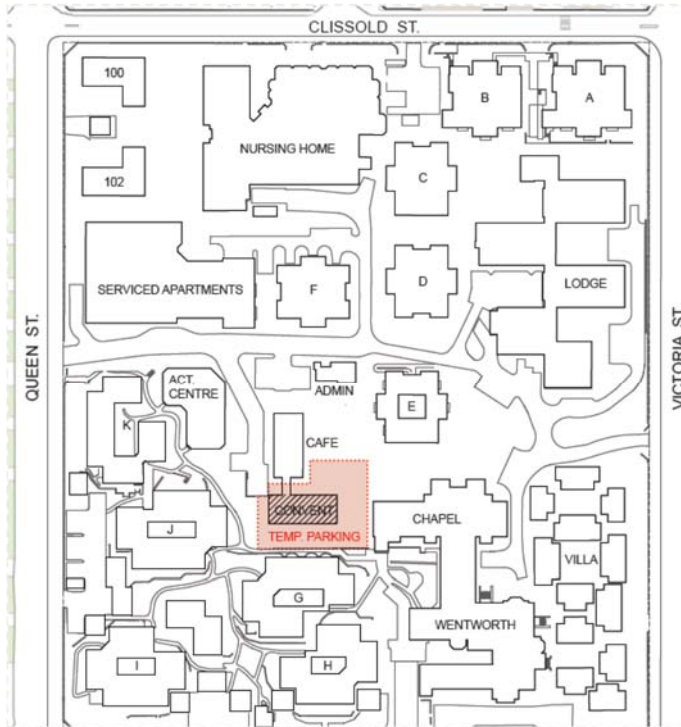 CLISSOLD ST.
100
B
A
NURSING HOME
C
102
SERVICED APARTMENTS
F
D
LODGE
QUEEN ST.
VICTORIA ST.
ACT.
CENTRE
ADMIN
E
K
CAFE
CONVENT
CHAPEL
J
TEMP. PARKING
VILLA
G
WENTWORTH
I
H